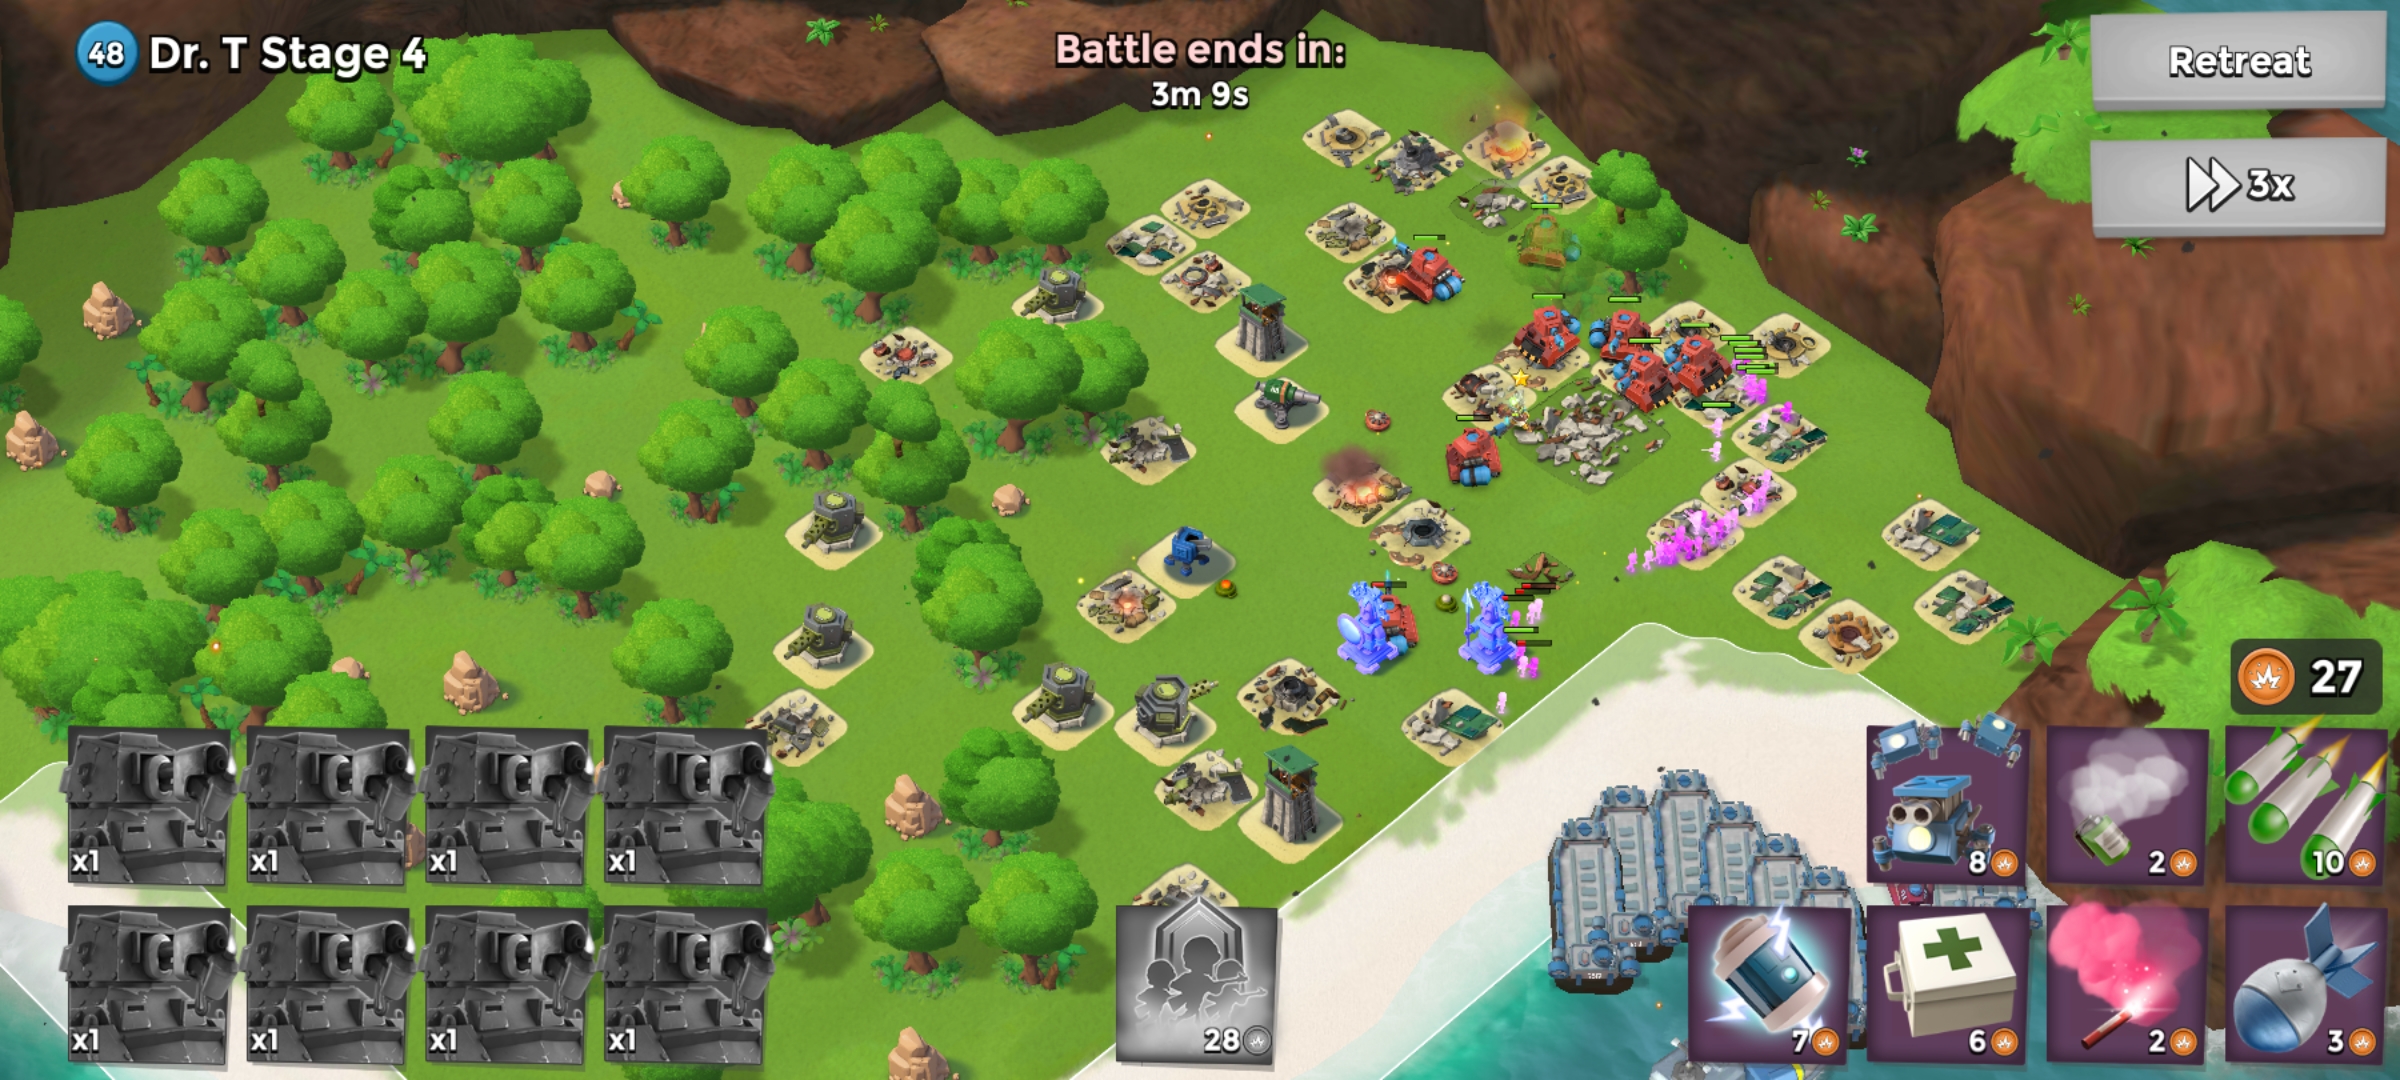 48 Dr. T Stage 4
Battle ends in:
3m 9s
Retreat
3x
27
8
2
10
x1
x1
x1
x1
x1
x1
x1
x1
28
7
6
2
3